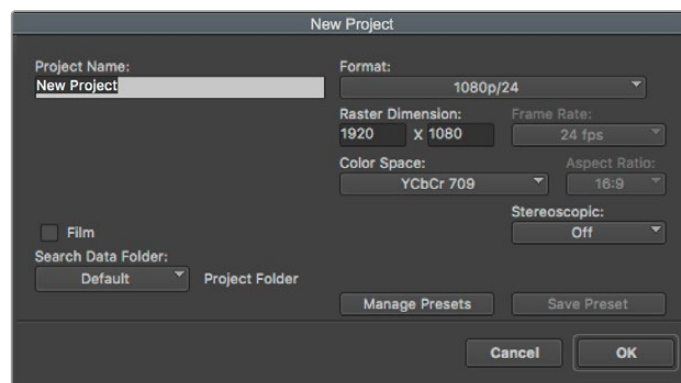 New Project
Project Name:
New Project
Film
Search Data Folder:
Default
Project Folder
Format:
1080p/24
Raster Dimension:
1920 x 1080
Frame Rate:
24 fps
Color Space:
YCbCr 709
Aspect Ratio:
16:9
Stereoscopic:
Off
Manage Presets
Save Preset
Cancel
OK